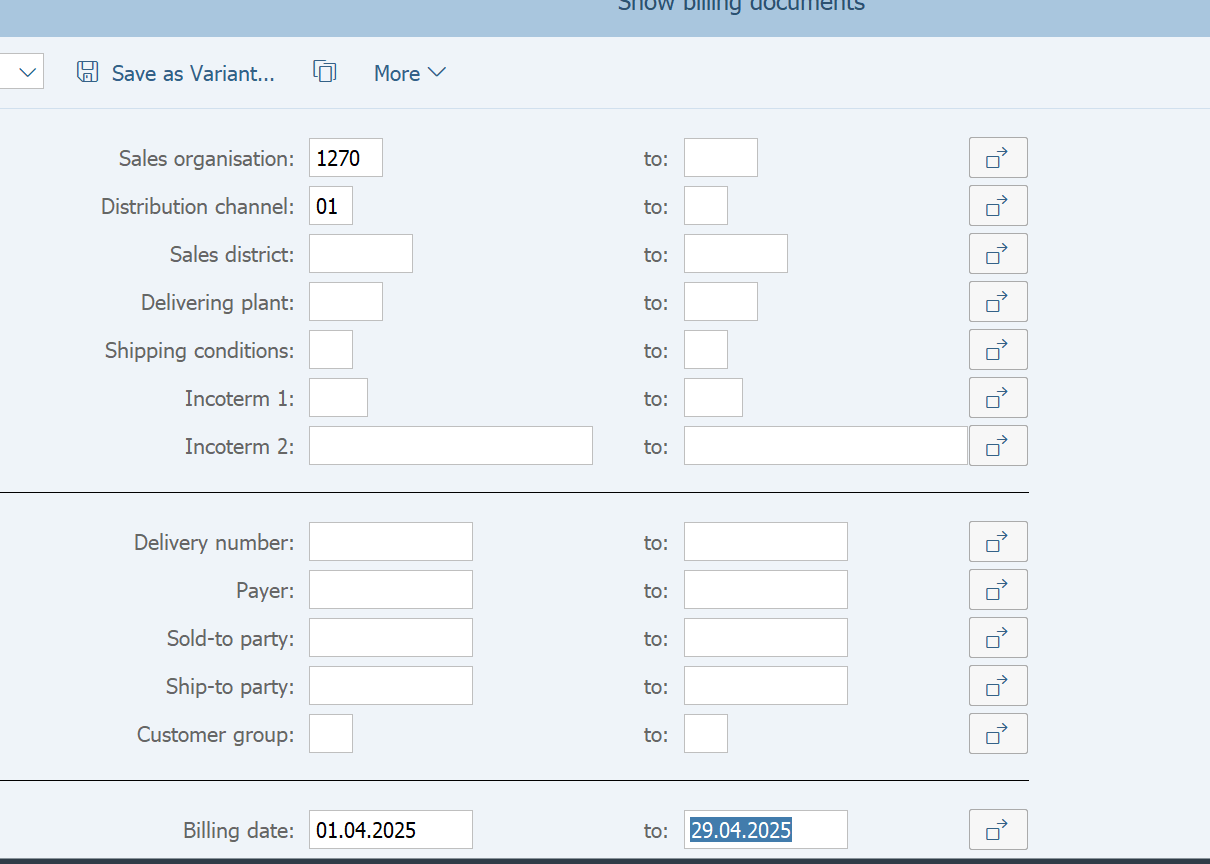 Show billing documents
Save as Variant... More
Sales organisation: 1270 to:
Distribution channel: 01 to:
Sales district: to:
Delivering plant: to:
Shipping conditions: to:
Incoterm 1: to:
Incoterm 2: to:
Delivery number: to:
Payer: to:
Sold-to party: to:
Ship-to party: to:
Customer group: to:
Billing date: 01.04.2025 to: 29.04.2025